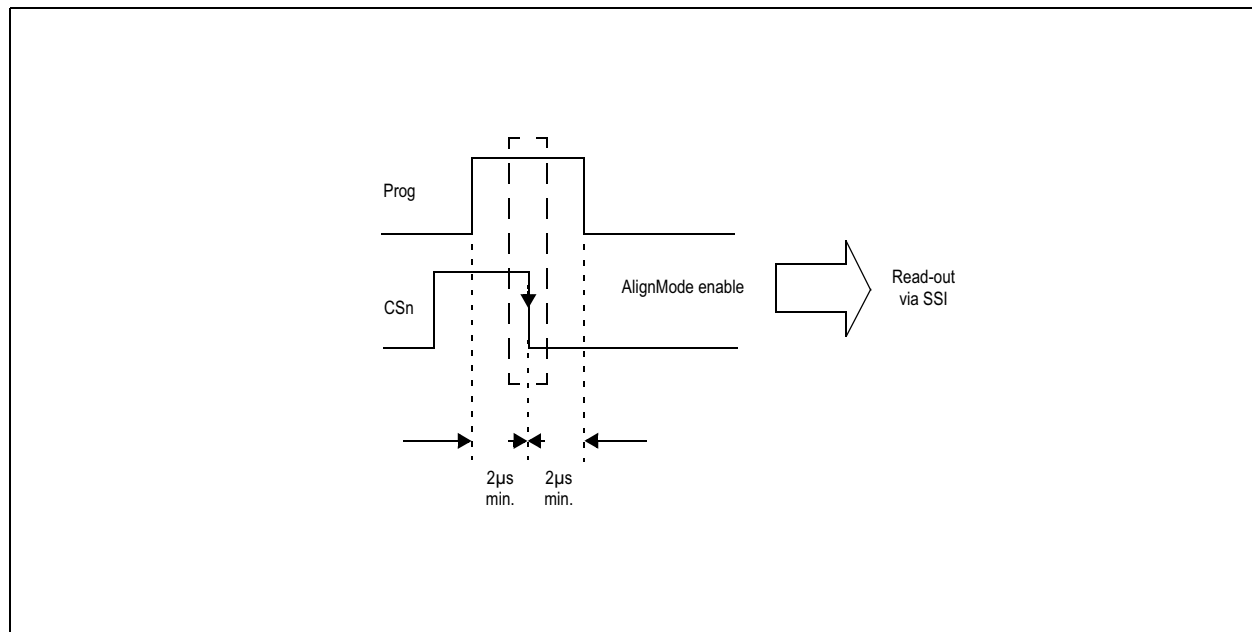 Prog
CSn
AlignMode enable
Read-out
via SSI
2µs
min.
2µs
min.